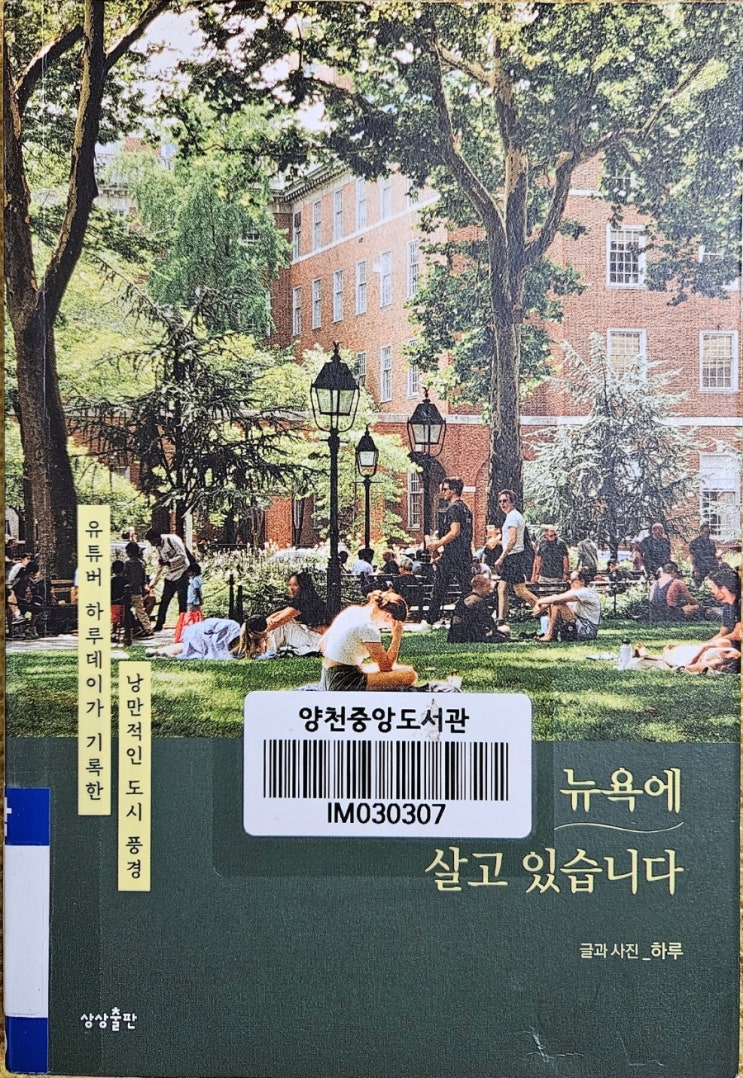 유튜버 하루데이가 기록한
낭만적인 도시 풍경
양천중앙도서관
IM030307
뉴욕에
살고 있습니다
글과 사진 _하루
상상출판